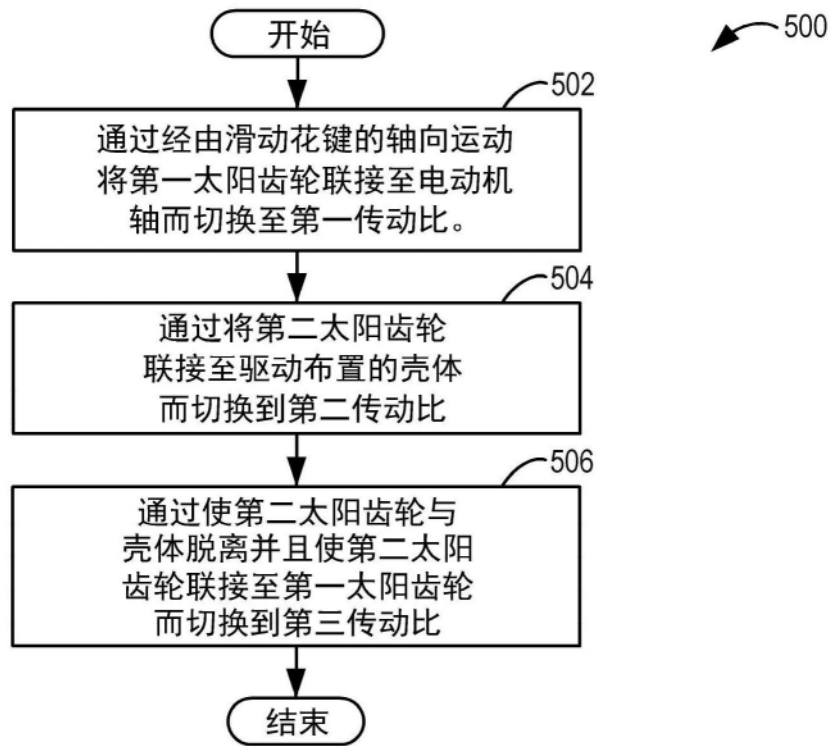 开始
500
502
通过经由滑动花键的轴向运动
将第一太阳齿轮联接至电动机
轴而切换至第一传动比。
504
通过将第二太阳齿轮
联接至驱动布置的壳体
而切换到第二传动比
506
通过使第二太阳齿轮与
壳体脱离并且使第二太阳
齿轮联接至第一太阳齿轮
而切换到第三传动比
结束